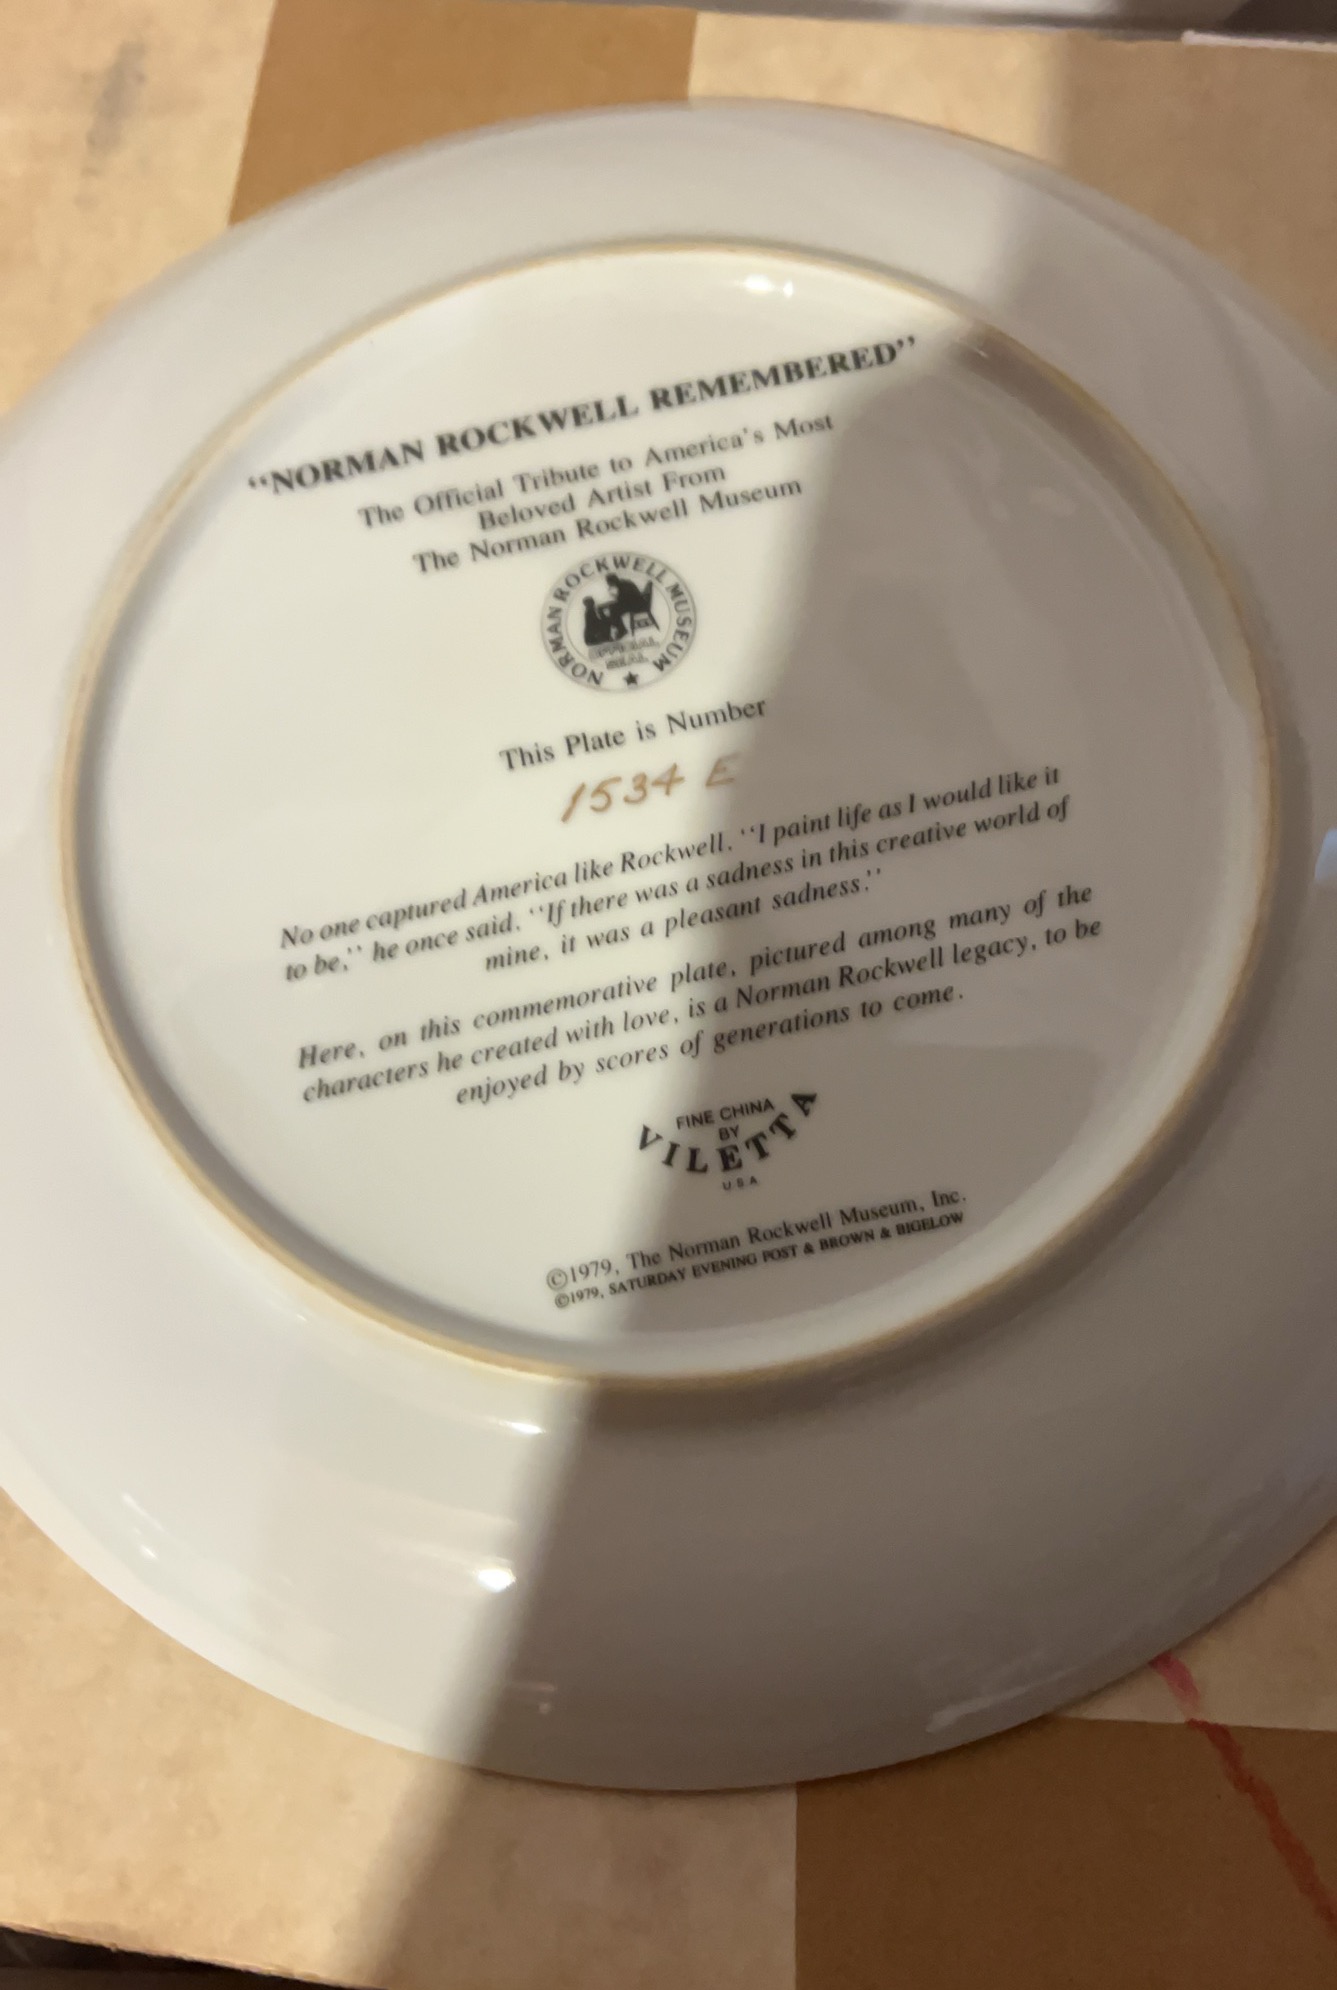 “NORMAN ROCKWELL REMEMBERED”
The Official Tribute to America's Most
Beloved Artist From
The Norman Rockwell Museum
NORMAN ROCKWELL MUSEUM
OFFICIAL
SEAL
This Plate is Number
1534 E
No one captured America like Rockwell. “I paint life as I would like it
to be,” he once said. “If there was a sadness in this creative world of
mine, it was a pleasant sadness.”
Here, on this commemorative plate, pictured among many of the
characters he created with love, is a Norman Rockwell legacy, to be
enjoyed by scores of generations to come.
FINE CHINA
BY
VILETTA
USA
©1979, The Norman Rockwell Museum, Inc.
©1979, SATURDAY EVENING POST & BROWN & BIGELOW